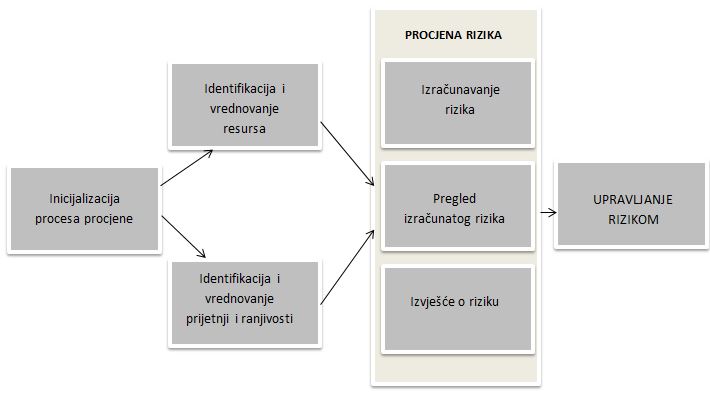 Inicijalizacija
procesa procjene
Identifikacija i
vrednovanje
resursa
Identifikacija i
vrednovanje
prijetnji i ranjivosti
PROCJENA RIZIKA
Izračunavanje
rizika
Pregled
izračunatog rizika
Izvješće o riziku
UPRAVLJANJE
RIZIKOM